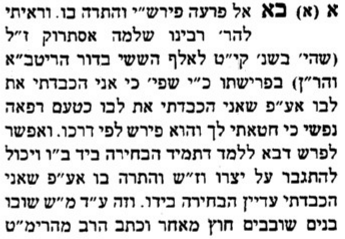 א (א) בא אל פרעה פירש״י והתרה בו. וראיתי
להר׳ רבינו שלמה אסתרוק ז״ל
(שהי׳ בשנ׳ קי״ט לאלף הששי בדור הריטב״א
והר״ן) בפרישתו כ״י שפי׳ כי אני הכבדתי את
לבו אע״פ שאני הכבדתי את לבו כטעם רפאה
נפשי כי חטאתי לך והוא פירש לפי דרכו. ואפשר
לפרש דבא ללמד דתמיד הבחירה ביד ב״ו ויכול
להתגבר על יצרו וז״ש והתרה בו אע״פ שאני
הכבדתי עדיין הבחירה בידו. וזה ע״ד מ״ש שובו
בנים שובבים חוץ מאחר וכתב הרב מהרימ״ט